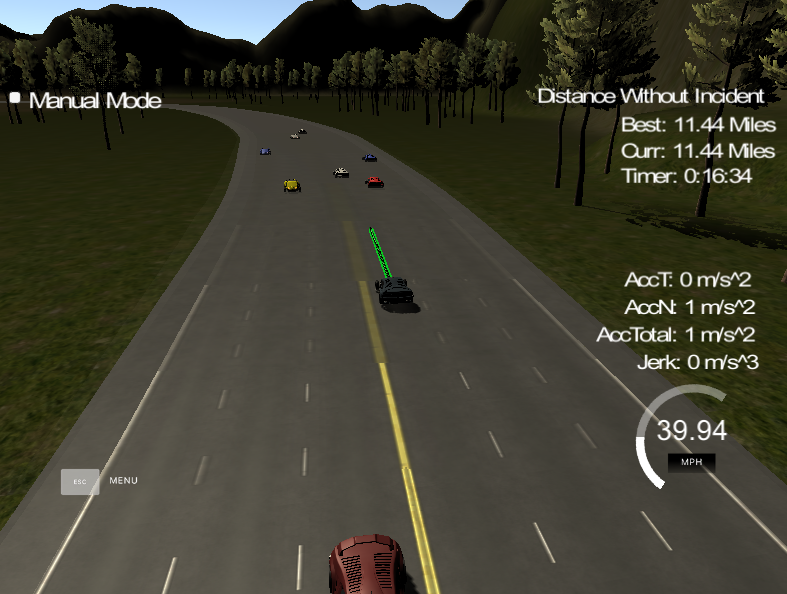 Manual Mode
Distance Without Incident
Best: 11.44 Miles
Curr: 11.44 Miles
Timer: 0:16:34
AccT: 0 m/s^2
AccN: 1 m/s^2
AccTotal: 1 m/s^2
Jerk: 0 m/s^3
39.94
MPH
ESC MENU